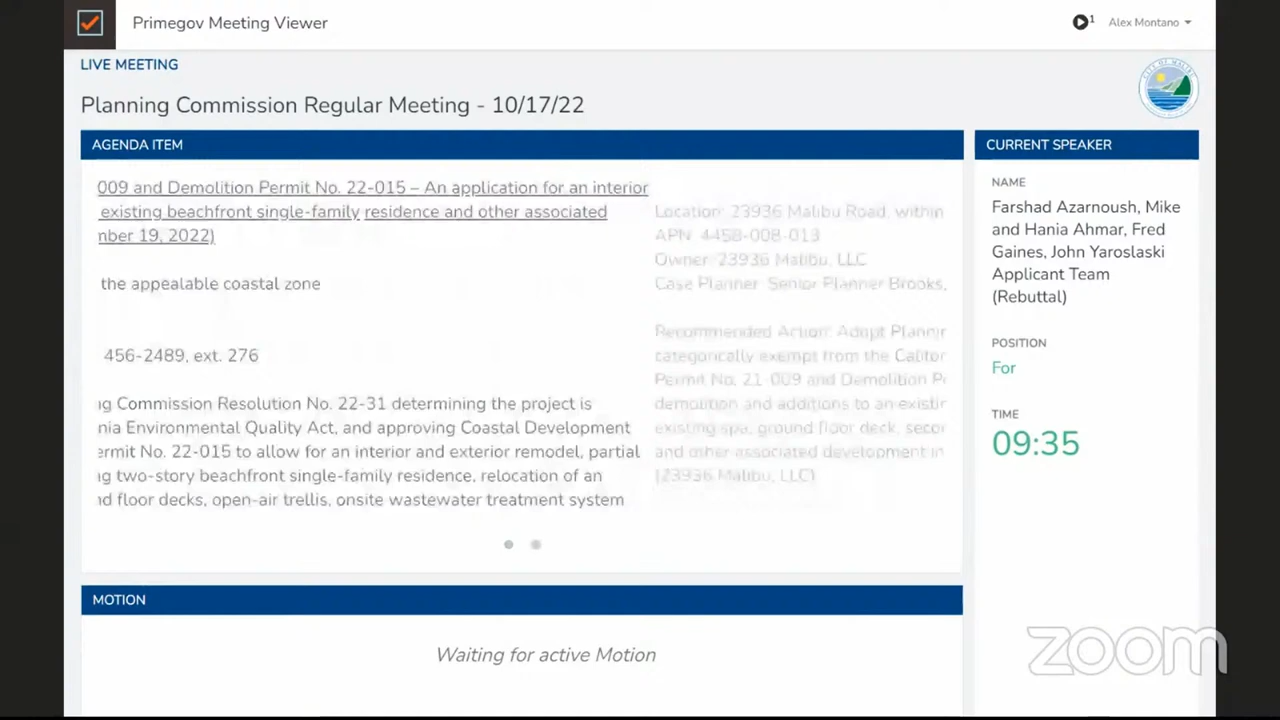 Primegov Meeting Viewer
1
Alex Montano
LIVE MEETING
Planning Commission Regular Meeting - 10/17/22
AGENDA ITEM
009 and Demolition Permit No. 22-015 – An application for an interior
existing beachfront single-family residence and other associated
nber 19, 2022)
the appealable coastal zone
456-2489, ext. 276
ng Commission Resolution No. 22-31 determining the project is
nia Environmental Quality Act, and approving Coastal Development
ermit No. 22-015 to allow for an interior and exterior remodel, partial
ng two-story beachfront single-family residence, relocation of an
nd floor decks, open-air trellis, onsite wastewater treatment system
Location: 23936 Malibu Road, within
APN: 4458-008-013
Owner: 23936 Malibu, LLC
Case Planner: Senior Planner Brooks,
Recommended Action: Adopt Plannir
categorically exempt from the Califor
Permit No. 21-009 and Demolition Pe
demolition and additions to an existir
existing spa, ground floor deck, secor
and other associated development in
(23936 Malibu, LLC)
CURRENT SPEAKER
NAME
Farshad Azarnoush, Mike
and Hania Ahmar, Fred
Gaines, John Yaroslaski
Applicant Team
(Rebuttal)
POSITION
For
TIME
09:35
MOTION
Waiting for active Motion
zoom